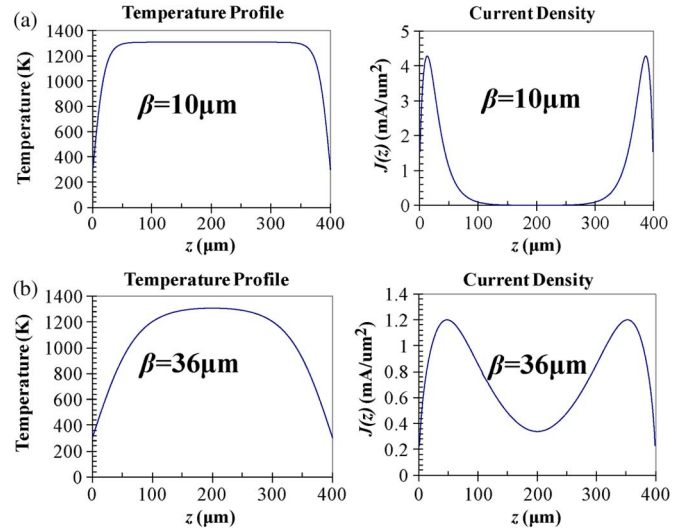 (a)
Temperature Profile
Temperature (K)
1400
1200
1000
800
600
400
200
0
β=10μm
0 100 200 300 400
z (μm)
Current Density
J(z) (mA/um2)
5
4
3
2
1
0
β=10μm
0 100 200 300 400
z (μm)
(b)
Temperature Profile
Temperature (K)
1400
1200
1000
800
600
400
200
0
β=36μm
0 100 200 300 400
z (μm)
Current Density
J(z) (mA/um2)
1.4
1.2
1
0.8
0.6
0.4
0.2
0
β=36μm
0 100 200 300 400
z (μm)